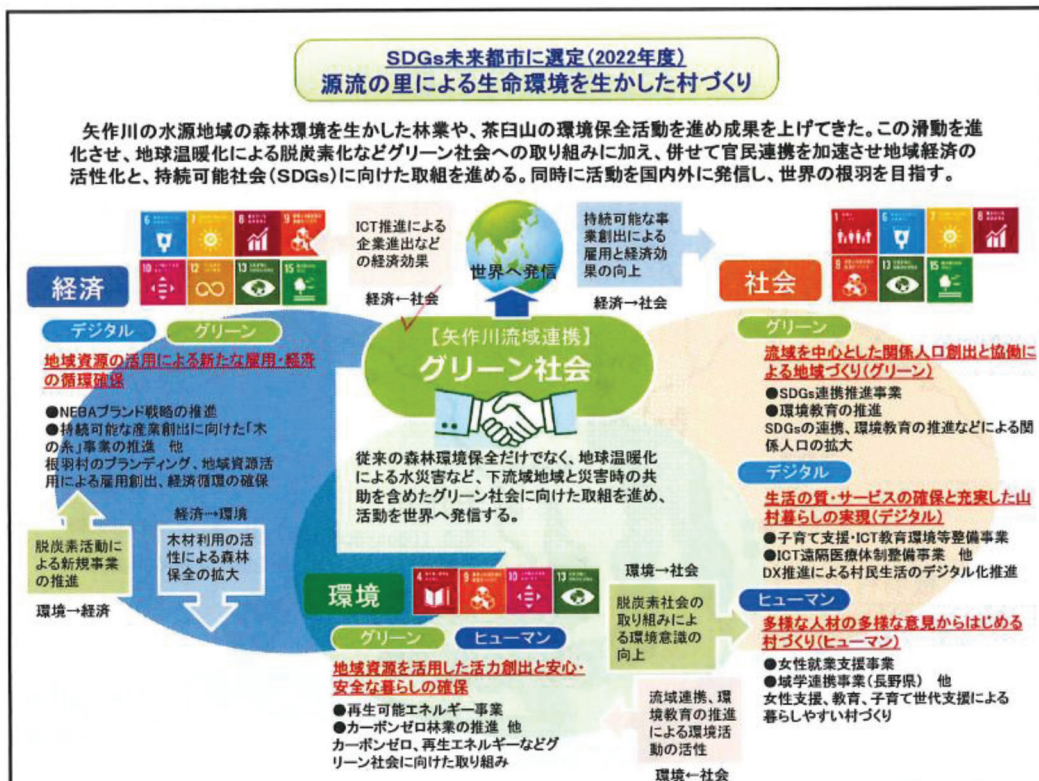 SDGs未来都市に選定(2022年度)
源流の里による生命環境を生かした村づくり
矢作川の水源地域の森林環境を生かした林業や、茶臼山の環境保全活動を進め成果を上げてきた。この滑動を進
化させ、地球温暖化による脱炭素化などグリーン社会への取り組みに加え、併せて官民連携を加速させ地域経済の
活性化と、持続可能社会(SDGs)に向けた取組を進める。同時に活動を国内外に発信し、世界の根羽を目指す。
6 7 8 9
10 12 13 15
経済
ICT推進による
企業進出など
の経済効果
経済←社会
世界へ発信
持続可能な事
業創出による
雇用と経済効
果の向上
経済→社会
1 6 7 8
9 13 15
社会
デジタル
グリーン
地域資源の活用による新たな雇用・経済
の循環確保
●NEBAブランド戦略の推進
●持続可能な産業創出に向けた「木
の糸」事業の推進 他
根羽村のブランディング、地域資源活
用による雇用創出、経済循環の確保
経済→環境
脱炭素活動に
よる新規事業
の推進
環境→経済
木材利用の活
性による森林
保全の拡大
【矢作川流域連携】
グリーン社会
従来の森林環境保全だけでなく、地球温暖化
による水災害など、下流域地域と災害時の共
助を含めたグリーン社会に向けた取組を進め、
活動を世界へ発信する。
環境
4 9 10 13
グリーン
ヒューマン
地域資源を活用した活力創出と安心・
安全な暮らしの確保
●再生可能エネルギー事業
●カーボンゼロ林業の推進 他
カーボンゼロ、再生エネルギーなどグ
リーン社会に向けた取り組み
環境→社会
脱炭素社会の
取り組みによ
る環境意識の
向上
流域連携、環
境教育の推進
による環境活
動の活性
環境←社会
グリーン
流域を中心とした関係人口創出と協働
による地域づくり(グリーン)
●SDGs連携推進事業
●環境教育の推進
SDGsの連携、環境教育の推進などによる関
係人口の拡大
デジタル
生活の質・サービスの確保と充実した山
村暮らしの実現(デジタル)
●子育て支援・ICT教育環境等整備事業
●ICT遠隔医療体制整備事業 他
DX推進による村民生活のデジタル化推進
ヒューマン
多様な人材の多様な意見からはじめる
村づくり(ヒューマン)
●女性就業支援事業
●域学連携事業(長野県) 他
女性支援、教育、子育て世代支援による
暮らしやすい村づくり